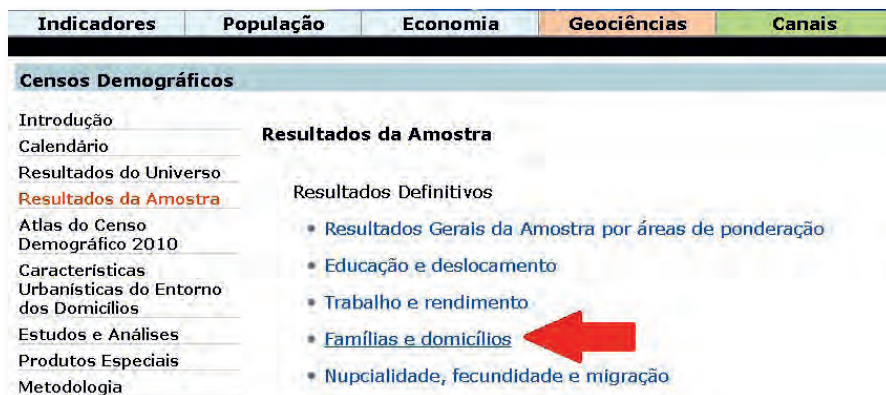 Indicadores População Economia Geociências Canais
Censos Demográficos
Introdução
Calendário
Resultados do Universo
Resultados da Amostra
Atlas do Censo
Demográfico 2010
Características
Urbanísticas do Entorno
dos Domicílios
Estudos e Análises
Produtos Especiais
Metodologia
Resultados da Amostra
Resultados Definitivos
• Resultados Gerais da Amostra por áreas de ponderação
• Educação e deslocamento
• Trabalho e rendimento
• Famílias e domicílios
• Nupcialidade, fecundidade e migração